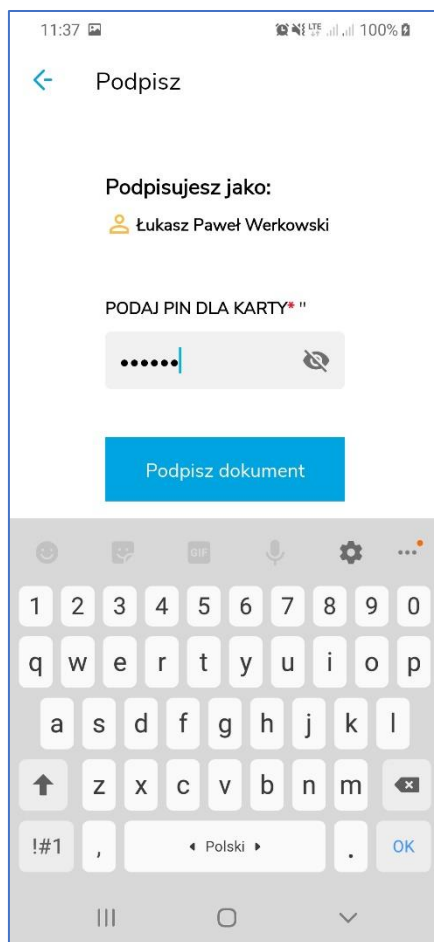 11:37 LTE 100%
Podpisz
Podpisujesz jako:
Łukasz Paweł Werkowski
PODAJ PIN DLA KARTY* "
••••••
Podpisz dokument
GIF
1 2 3 4 5 6 7 8 9 0
q w e r t y u i o p
a s d f g h j k l
z x c v b n m
!#1 , Polski . OK